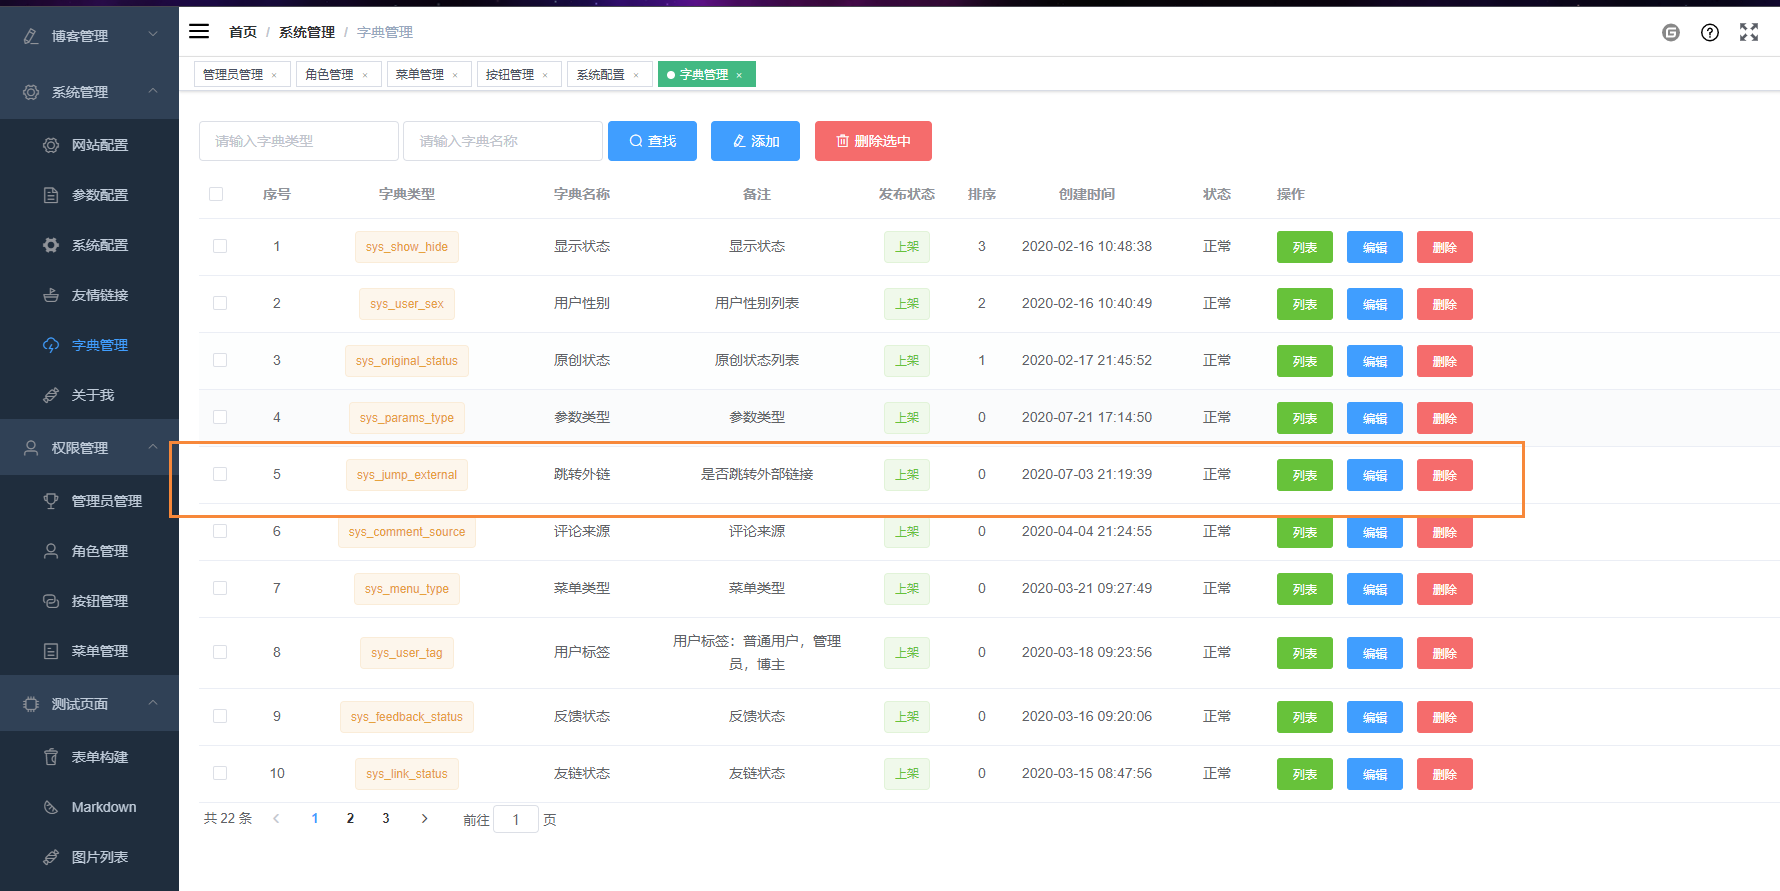 博客管理
系统管理
网站配置
参数配置
系统配置
友情链接
字典管理
关于我
权限管理
管理员管理
角色管理
按钮管理
菜单管理
测试页面
表单构建
Markdown
图片列表
首页 / 系统管理 / 字典管理
管理员管理 × 角色管理 × 菜单管理 × 按钮管理 × 系统配置 × 字典管理 ×
请输入字典类型 请输入字典名称 查找 添加 删除选中
序号 字典类型 字典名称 备注 发布状态 排序 创建时间 状态 操作
1 sys_show_hide 显示状态 显示状态 上架 3 2020-02-16 10:48:38 正常 列表 编辑 删除
2 sys_user_sex 用户性别 用户性别列表 上架 2 2020-02-16 10:40:49 正常 列表 编辑 删除
3 sys_original_status 原创状态 原创状态列表 上架 1 2020-02-17 21:45:52 正常 列表 编辑 删除
4 sys_params_type 参数类型 参数类型 上架 0 2020-07-21 17:14:50 正常 列表 编辑 删除
5 sys_jump_external 跳转外链 是否跳转外部链接 上架 0 2020-07-03 21:19:39 正常 列表 编辑 删除
6 sys_comment_source 评论来源 评论来源 上架 0 2020-04-04 21:24:55 正常 列表 编辑 删除
7 sys_menu_type 菜单类型 菜单类型 上架 0 2020-03-21 09:27:49 正常 列表 编辑 删除
8 sys_user_tag 用户标签 用户标签：普通用户，管理员，博主 上架 0 2020-03-18 09:23:56 正常 列表 编辑 删除
9 sys_feedback_status 反馈状态 反馈状态 上架 0 2020-03-16 09:20:06 正常 列表 编辑 删除
10 sys_link_status 友链状态 友链状态 上架 0 2020-03-15 08:47:56 正常 列表 编辑 删除
共 22 条 < 1 2 3 > 前往 1 页